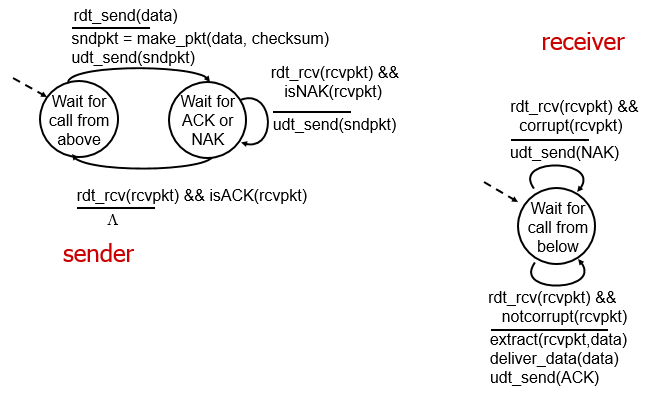 rdt_send(data)
sndpkt = make_pkt(data, checksum)
udt_send(sndpkt)
Wait for
call from
above
Wait for
ACK or
NAK
rdt_rcv(rcvpkt) &&
isNAK(rcvpkt)
udt_send(sndpkt)
rdt_rcv(rcvpkt) && isACK(rcvpkt)
Λ
sender
receiver
rdt_rcv(rcvpkt) &&
corrupt(rcvpkt)
udt_send(NAK)
Wait for
call from
below
rdt_rcv(rcvpkt) &&
notcorrupt(rcvpkt)
extract(rcvpkt,data)
deliver_data(data)
udt_send(ACK)